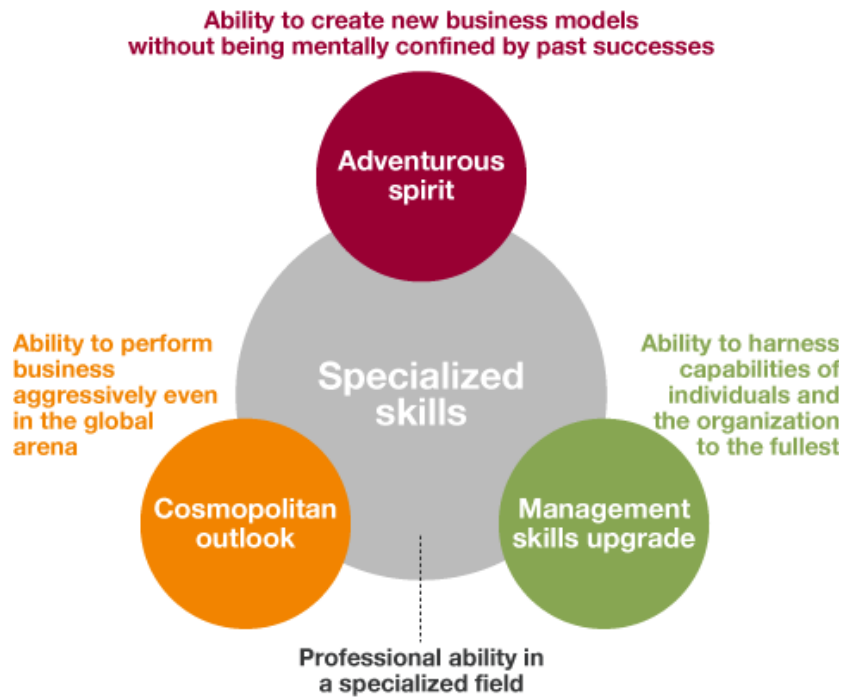 Ability to create new business models
without being mentally confined by past successes
Adventurous
spirit
Specialized
skills
Ability to perform
business
aggressively even
in the global
arena
Ability to harness
capabilities of
individuals and
the organization
to the fullest
Cosmopolitan
outlook
Management
skills upgrade
Professional ability in
a specialized field